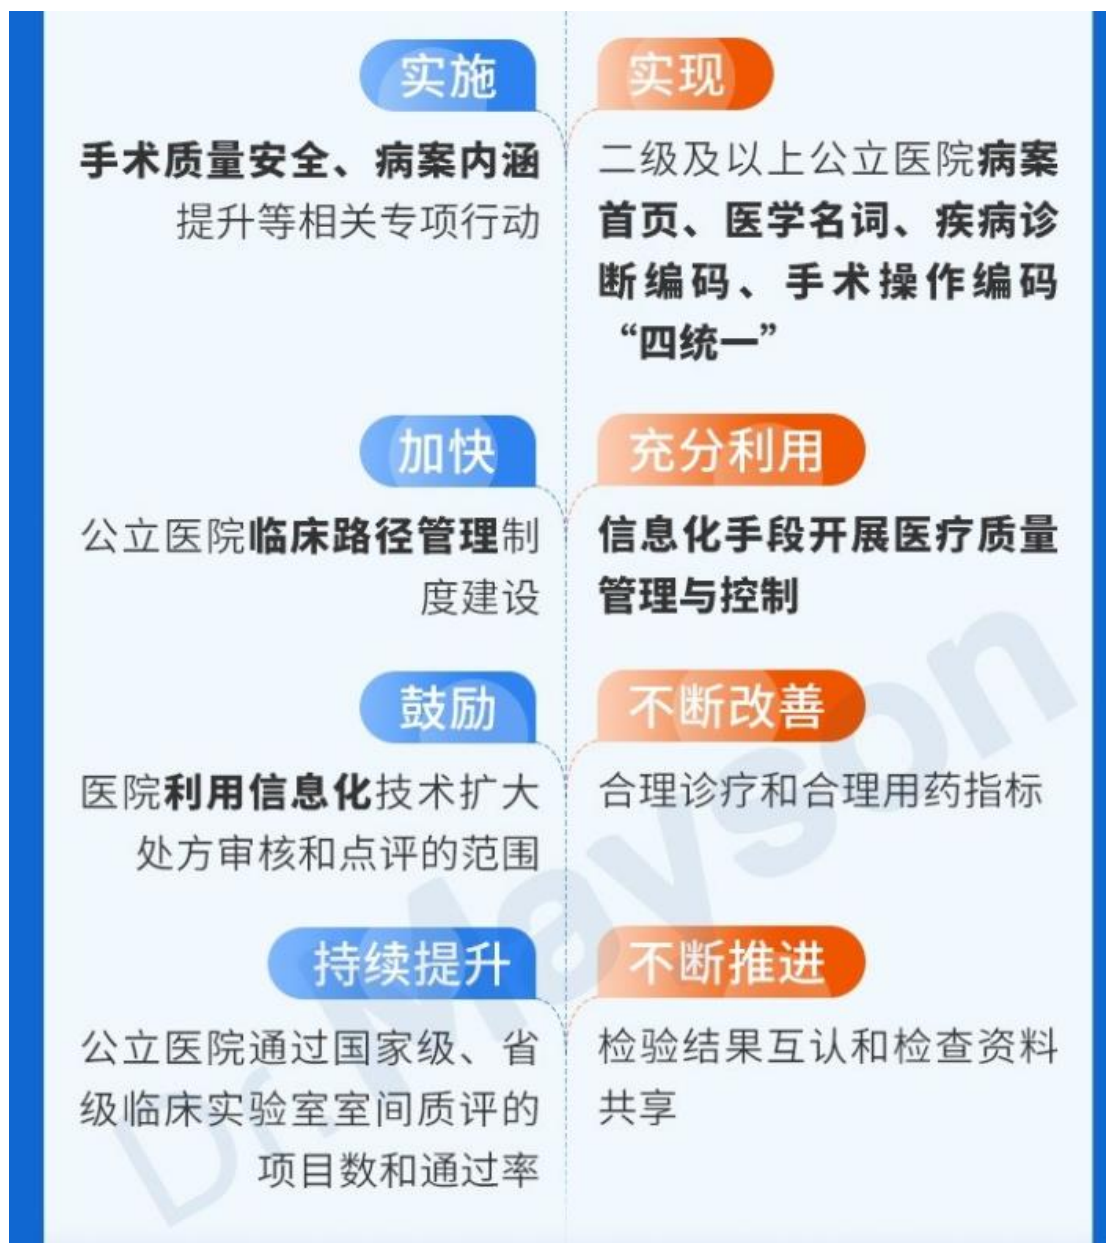 实施
手术质量安全、病案内涵
提升等相关专项行动
实现
二级及以上公立医院病案
首页、医学名词、疾病诊
断编码、手术操作编码
“四统一”
加快
公立医院临床路径管理制
度建设
充分利用
信息化手段开展医疗质量
管理与控制
鼓励
医院利用信息化技术扩大
处方审核和点评的范围
不断改善
合理诊疗和合理用药指标
持续提升
公立医院通过国家级、省
级临床实验室室间质评的
项目数和通过率
不断推进
检验结果互认和检查资料
共享
Dr.Mayson